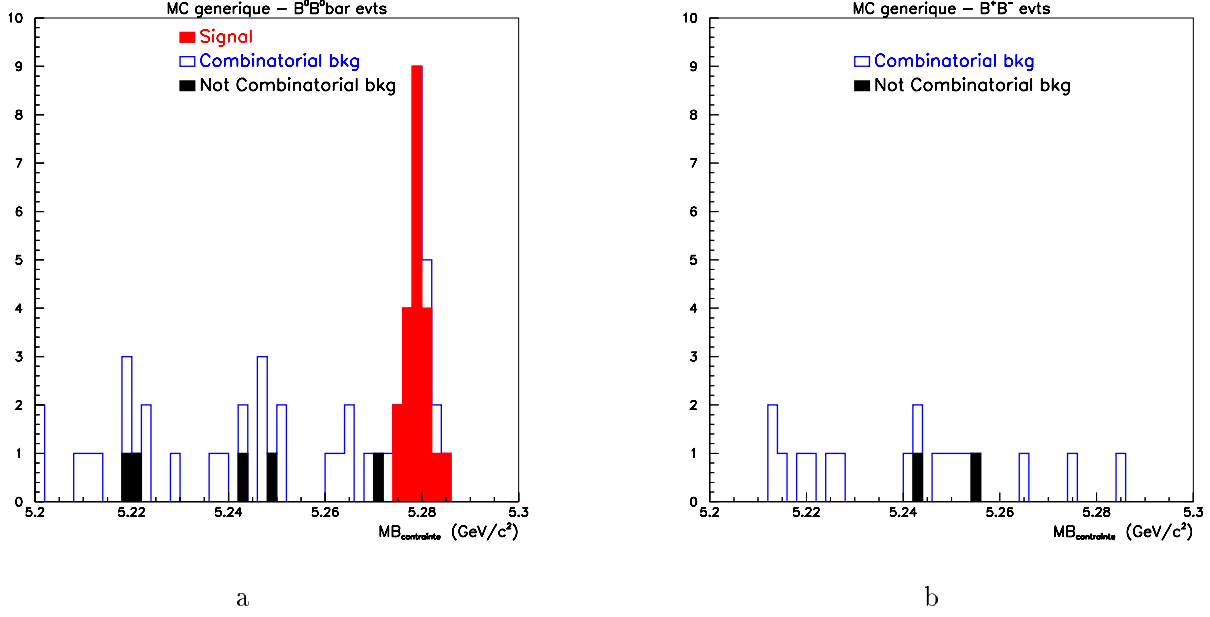 MC generique – B⁰B⁰bar evts
Signal
Combinatorial bkg
Not Combinatorial bkg
10
9
8
7
6
5
4
3
2
1
0
5.2 5.22 5.24 5.26 5.28 5.3
MB_contrainte (GeV/c²)
a
MC generique – B⁺B⁻ evts
Combinatorial bkg
Not Combinatorial bkg
10
9
8
7
6
5
4
3
2
1
0
5.2 5.22 5.24 5.26 5.28 5.3
MB_contrainte (GeV/c²)
b